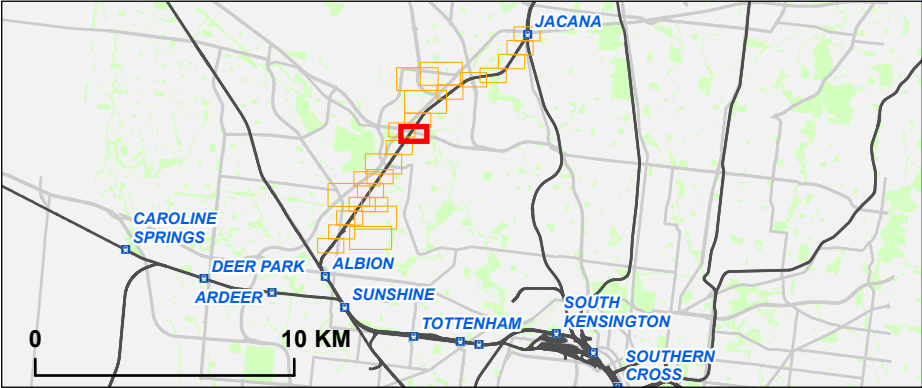 JACANA
CAROLINE
SPRINGS
DEER PARK
ALBION
ARDEER
SUNSHINE
TOTTENHAM
SOUTH
KENSINGTON
SOUTHERN
CROSS
0
10 KM